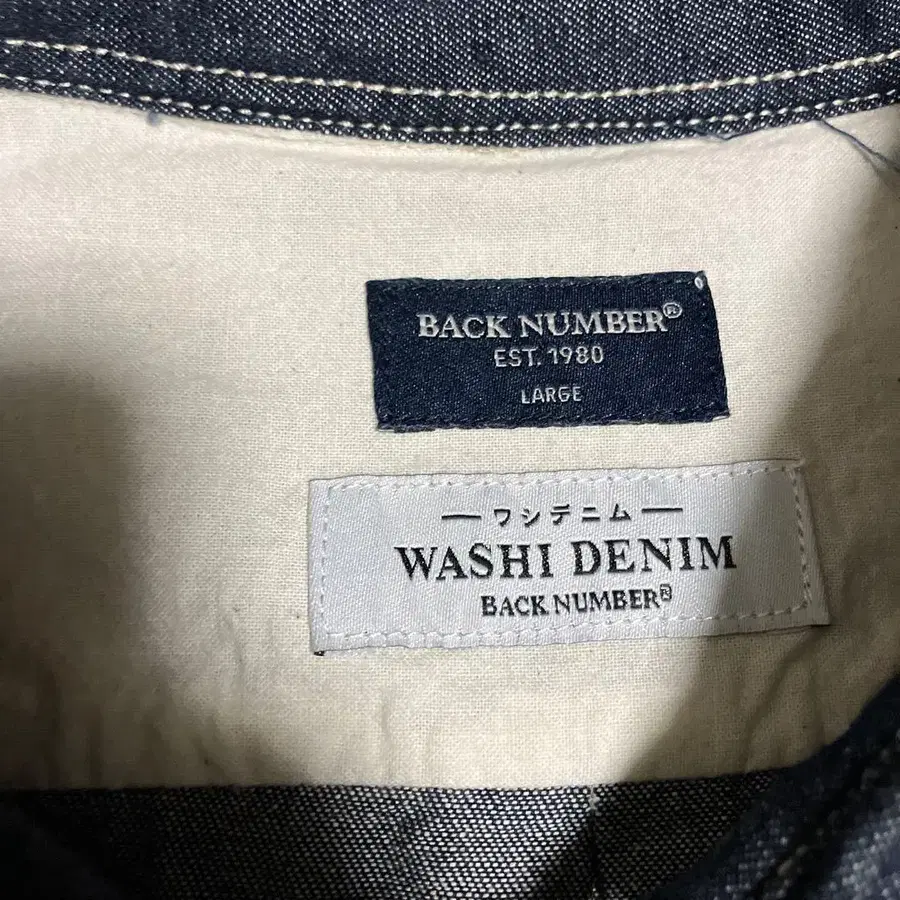 BACK NUMBER®
EST. 1980
LARGE
— ワシデニム —
WASHI DENIM
BACK NUMBER®